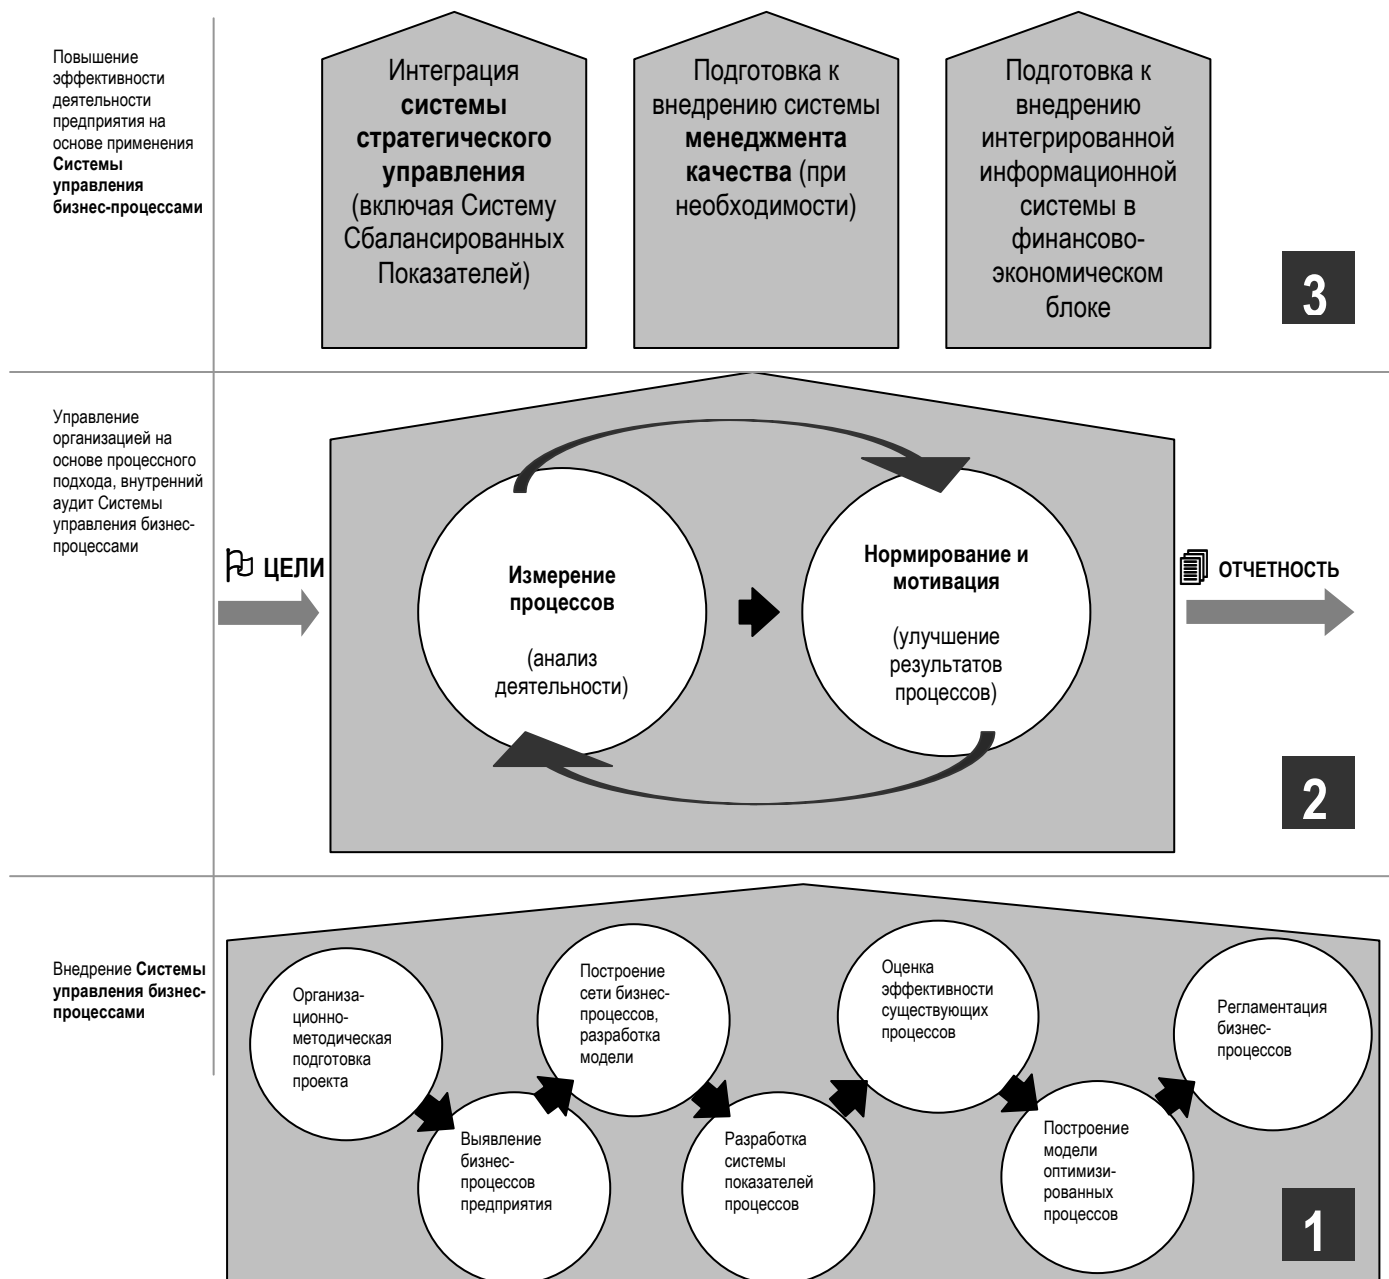 Повышение
эффективности
деятельности
предприятия на
основе применения
Системы
управления
бизнес-процессами
Интеграция
системы
стратегического
управления
(включая Систему
Сбалансированных
Показателей)
Подготовка к
внедрению системы
менеджмента
качества (при
необходимости)
Подготовка к
внедрению
интегрированной
информационной
системы в
финансово-
экономическом
блоке
3
Управление
организацией на
основе процессного
подхода, внутренний
аудит Системы
управления бизнес-
процессами
ЦЕЛИ
Измерение
процессов
(анализ
деятельности)
Нормирование и
мотивация
(улучшение
результатов
процессов)
ОТЧЕТНОСТЬ
2
Внедрение Системы
управления бизнес-
процессами
Организа-
ционно-
методическая
подготовка
проекта
Выявление
бизнес-
процессов
предприятия
Построение
сети бизнес-
процессов,
разработка
модели
Разработка
системы
показателей
процессов
Оценка
эффективности
существующих
процессов
Построение
модели
оптимизи-
рованных
процессов
Регламентация
бизнес-
процессов
1